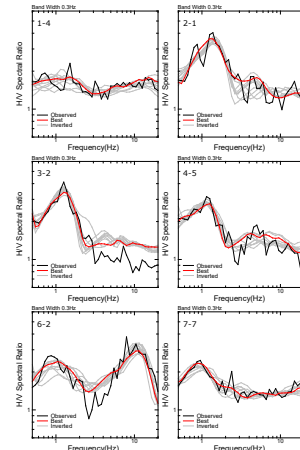 Band Width 0.3Hz
1-4
H/V Spectral Ratio
1
Observed
Best
Inverted
1
10
Frequency(Hz)
Band Width 0.3Hz
2-1
H/V Spectral Ratio
1
Observed
Best
Inverted
1
10
Frequency(Hz)
Band Width 0.3Hz
3-2
H/V Spectral Ratio
1
Observed
Best
Inverted
1
10
Frequency(Hz)
Band Width 0.3Hz
4-5
H/V Spectral Ratio
1
Observed
Best
Inverted
1
10
Frequency(Hz)
Band Width 0.3Hz
6-2
H/V Spectral Ratio
1
Observed
Best
Inverted
1
10
Frequency(Hz)
Band Width 0.3Hz
7-7
H/V Spectral Ratio
1
Observed
Best
Inverted
1
10
Frequency(Hz)